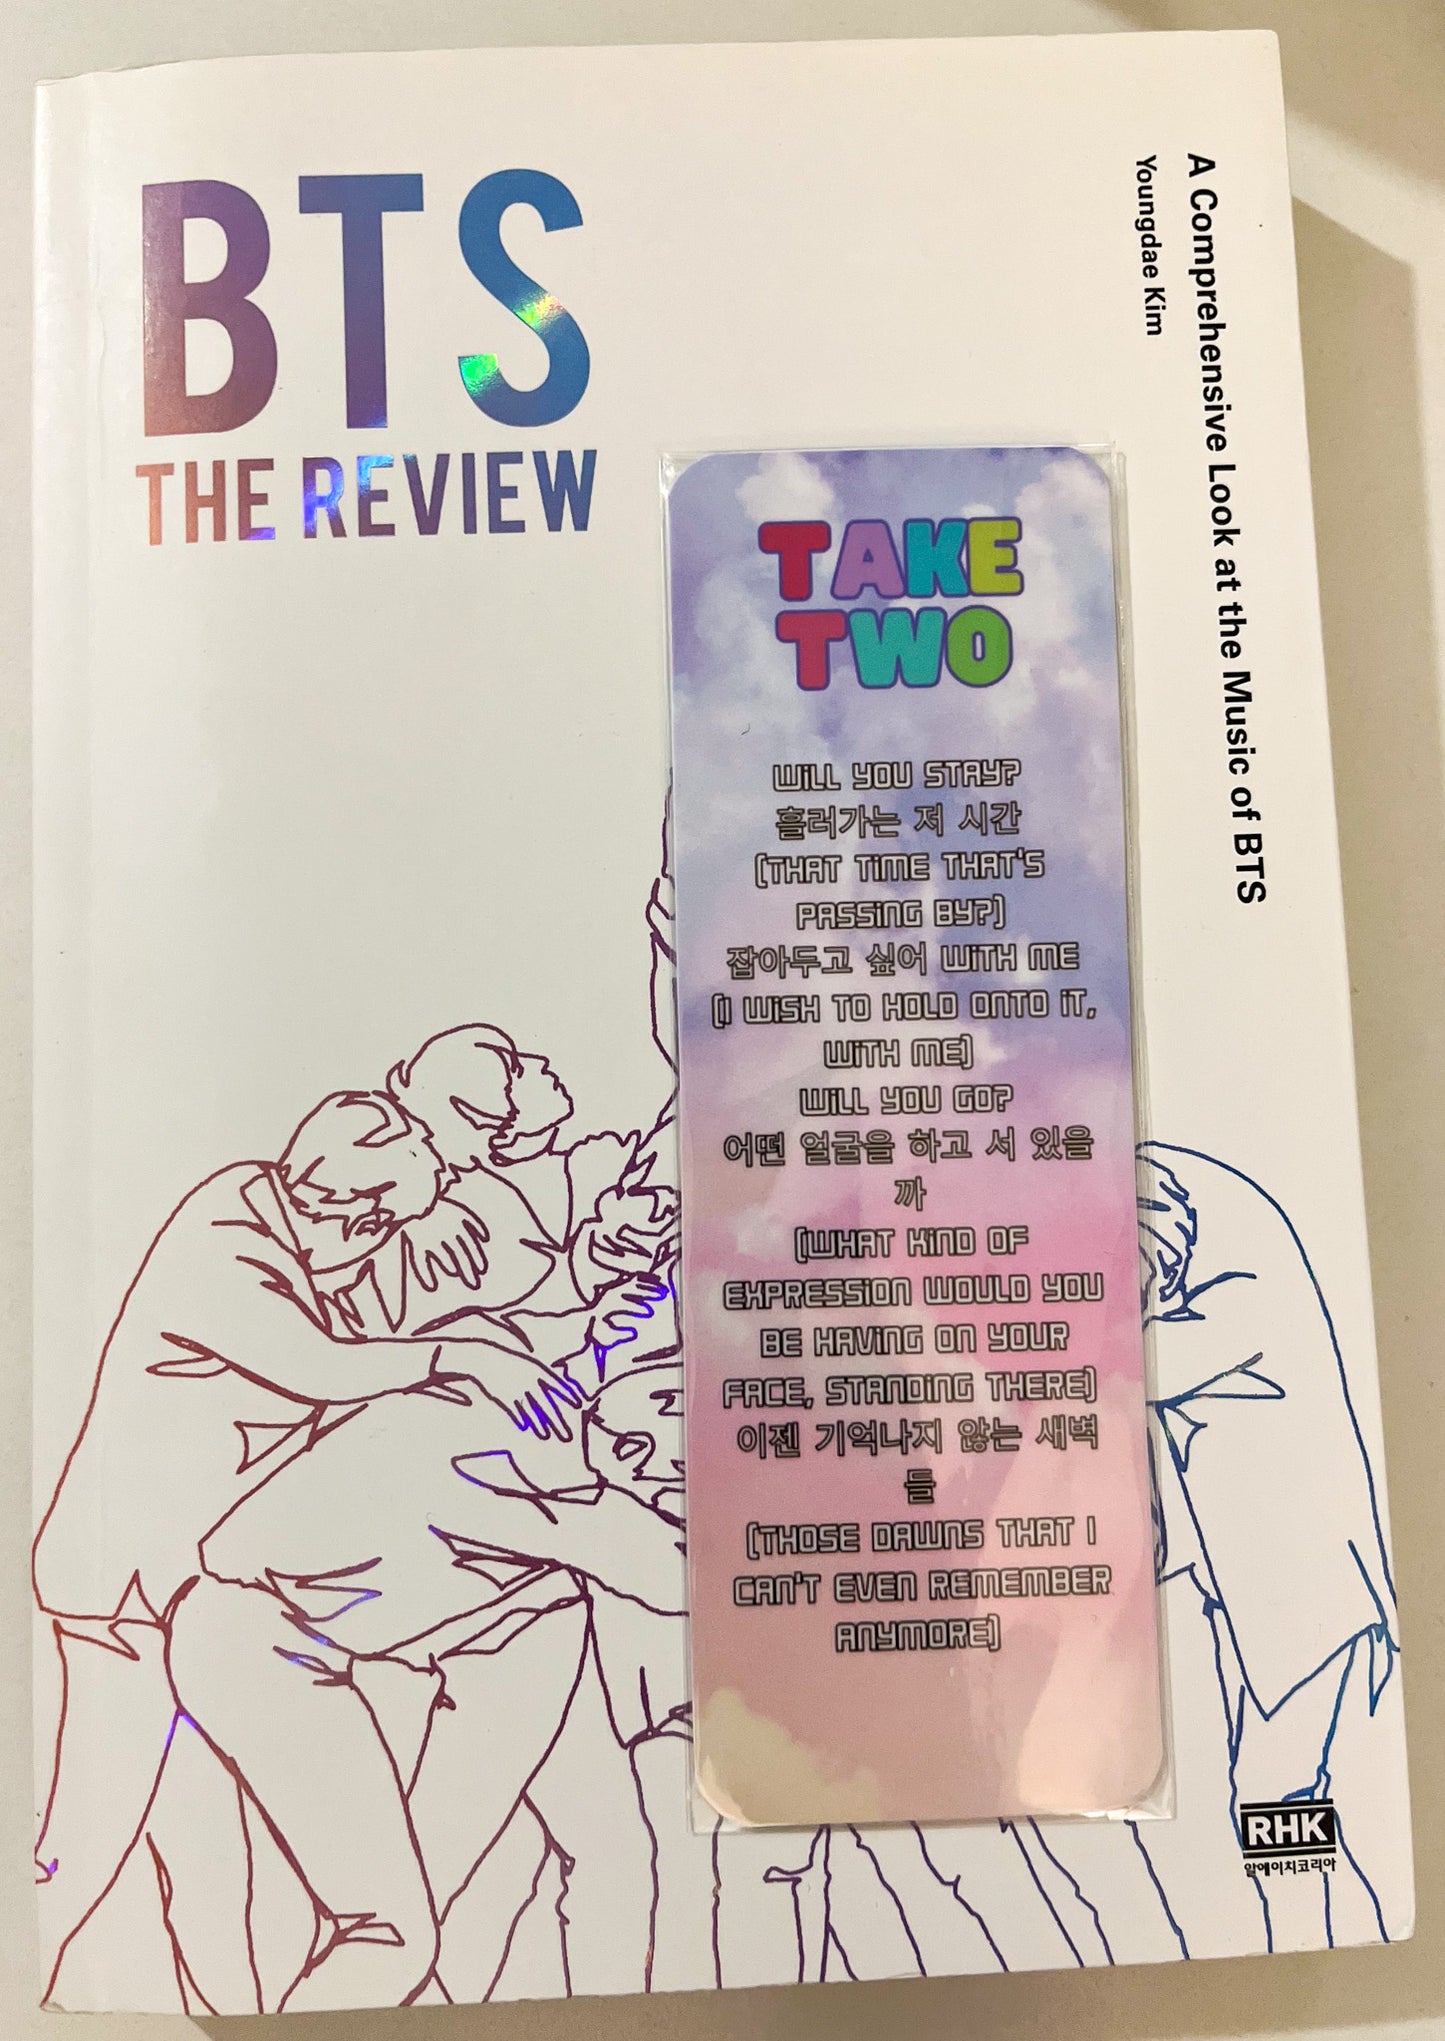 BTS
THE REVIEW
A Comprehensive Look at the Music of BTS
Youngdae Kim
TAKE
TWO
WiLL YOU STAY?
흘러가는 저 시간
(THAT TiME THAT'S
PASSiNG BY?)
잡아두고 싶어 WiTH ME
(I WiSH TO HOLD ONTO iT,
WiTH ME)
WiLL YOU GO?
어떤 얼굴을 하고 서 있을
까
(WHAT KiND OF
EXPRESSiON WOULD YOU
BE HAViNG ON YOUR
FACE, STANDiNG THERE)
이젠 기억나지 않는 새벽
들
(THOSE DAWNS THAT I
CAN'T EVEN REMEMBER
ANYMORE)
RHK
알에이치코리아